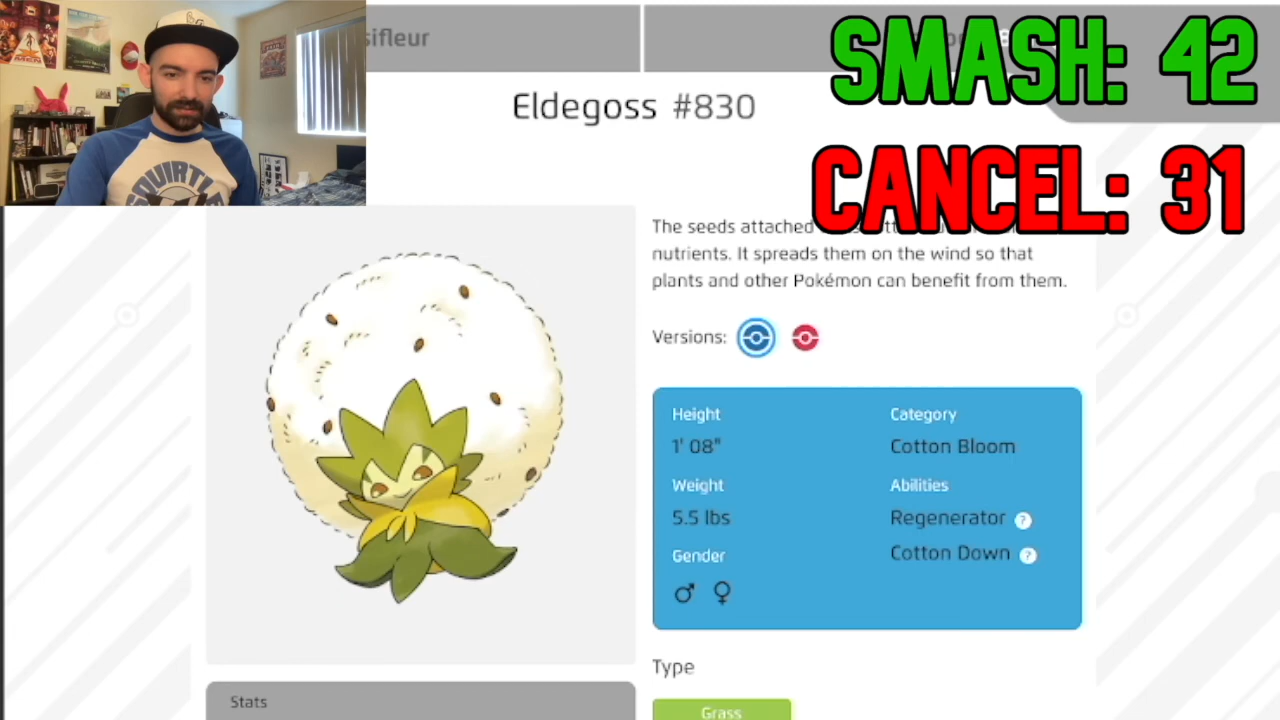 SMASH: 42
CANCEL: 31
sifleur
Eldegoss #830
SQUIRTLE
The seeds attached
nutrients. It spreads them on the wind so that
plants and other Pokémon can benefit from them.
Versions:
Height
1' 08"
Category
Cotton Bloom
Weight
5.5 lbs
Abilities
Regenerator ?
Cotton Down ?
Gender
Type
Grass
Stats